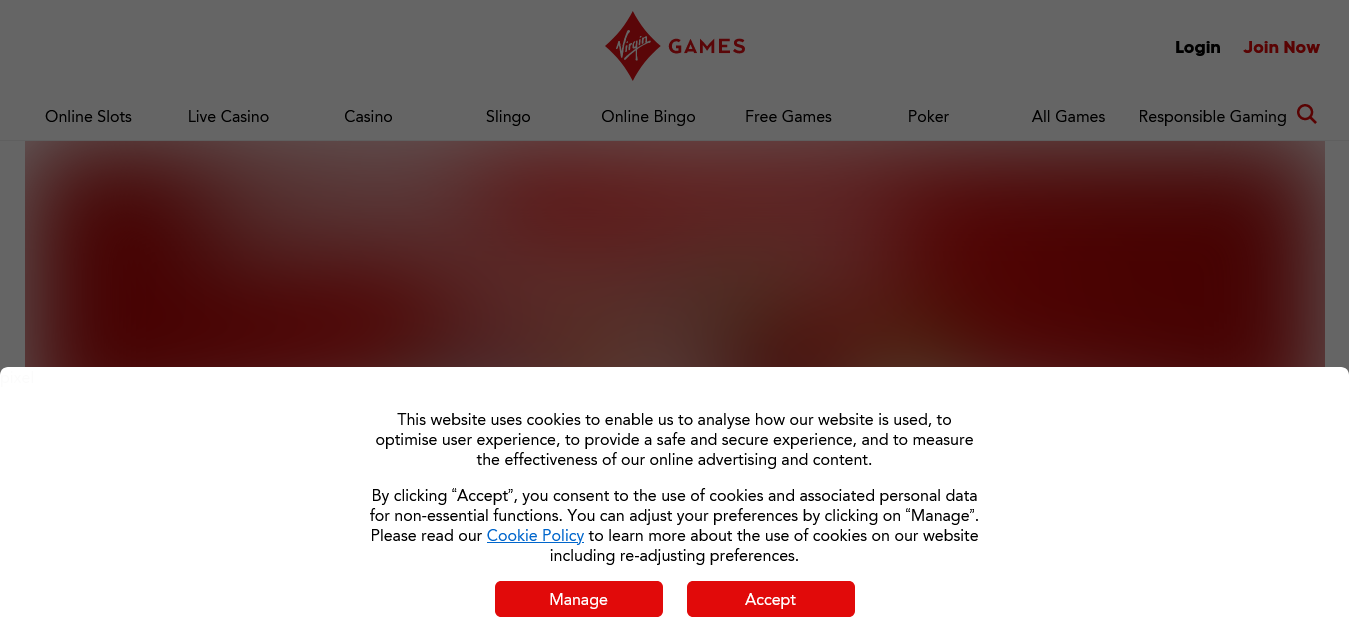 Virgin GAMES
Login Join Now
Online Slots Live Casino Casino Slingo Online Bingo Free Games Poker All Games Responsible Gaming
This website uses cookies to enable us to analyse how our website is used, to
optimise user experience, to provide a safe and secure experience, and to measure
the effectiveness of our online advertising and content.
By clicking “Accept”, you consent to the use of cookies and associated personal data
for non-essential functions. You can adjust your preferences by clicking on “Manage”.
Please read our Cookie Policy to learn more about the use of cookies on our website
including re-adjusting preferences.
Manage Accept